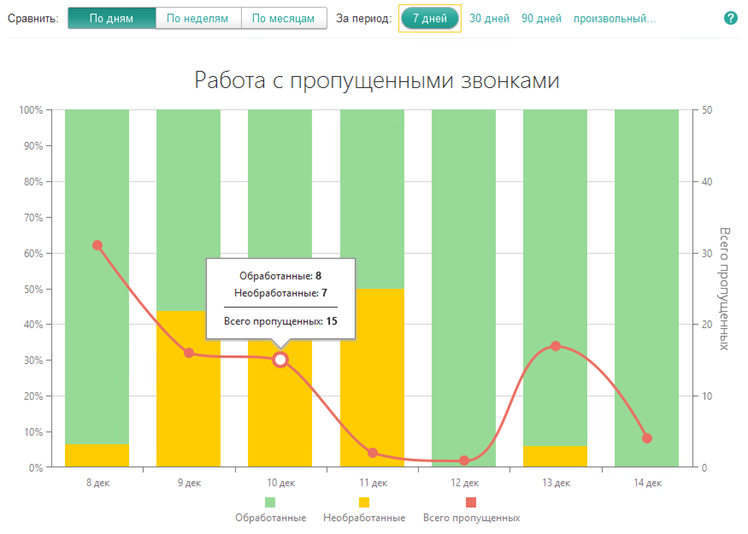 Сравнить: По дням По неделям По месяцам За период: 7 дней 30 дней 90 дней произвольный... ?
Работа с пропущенными звонками
100% 50
90%
80% 40
70%
60% 30
50%
40% 20
30%
20% 10
10%
0% 0
Всего пропущенных
Обработанные: 8
Необработанные: 7
Всего пропущенных: 15
8 дек 9 дек 10 дек 11 дек 12 дек 13 дек 14 дек
Обработанные Необработанные Всего пропущенных